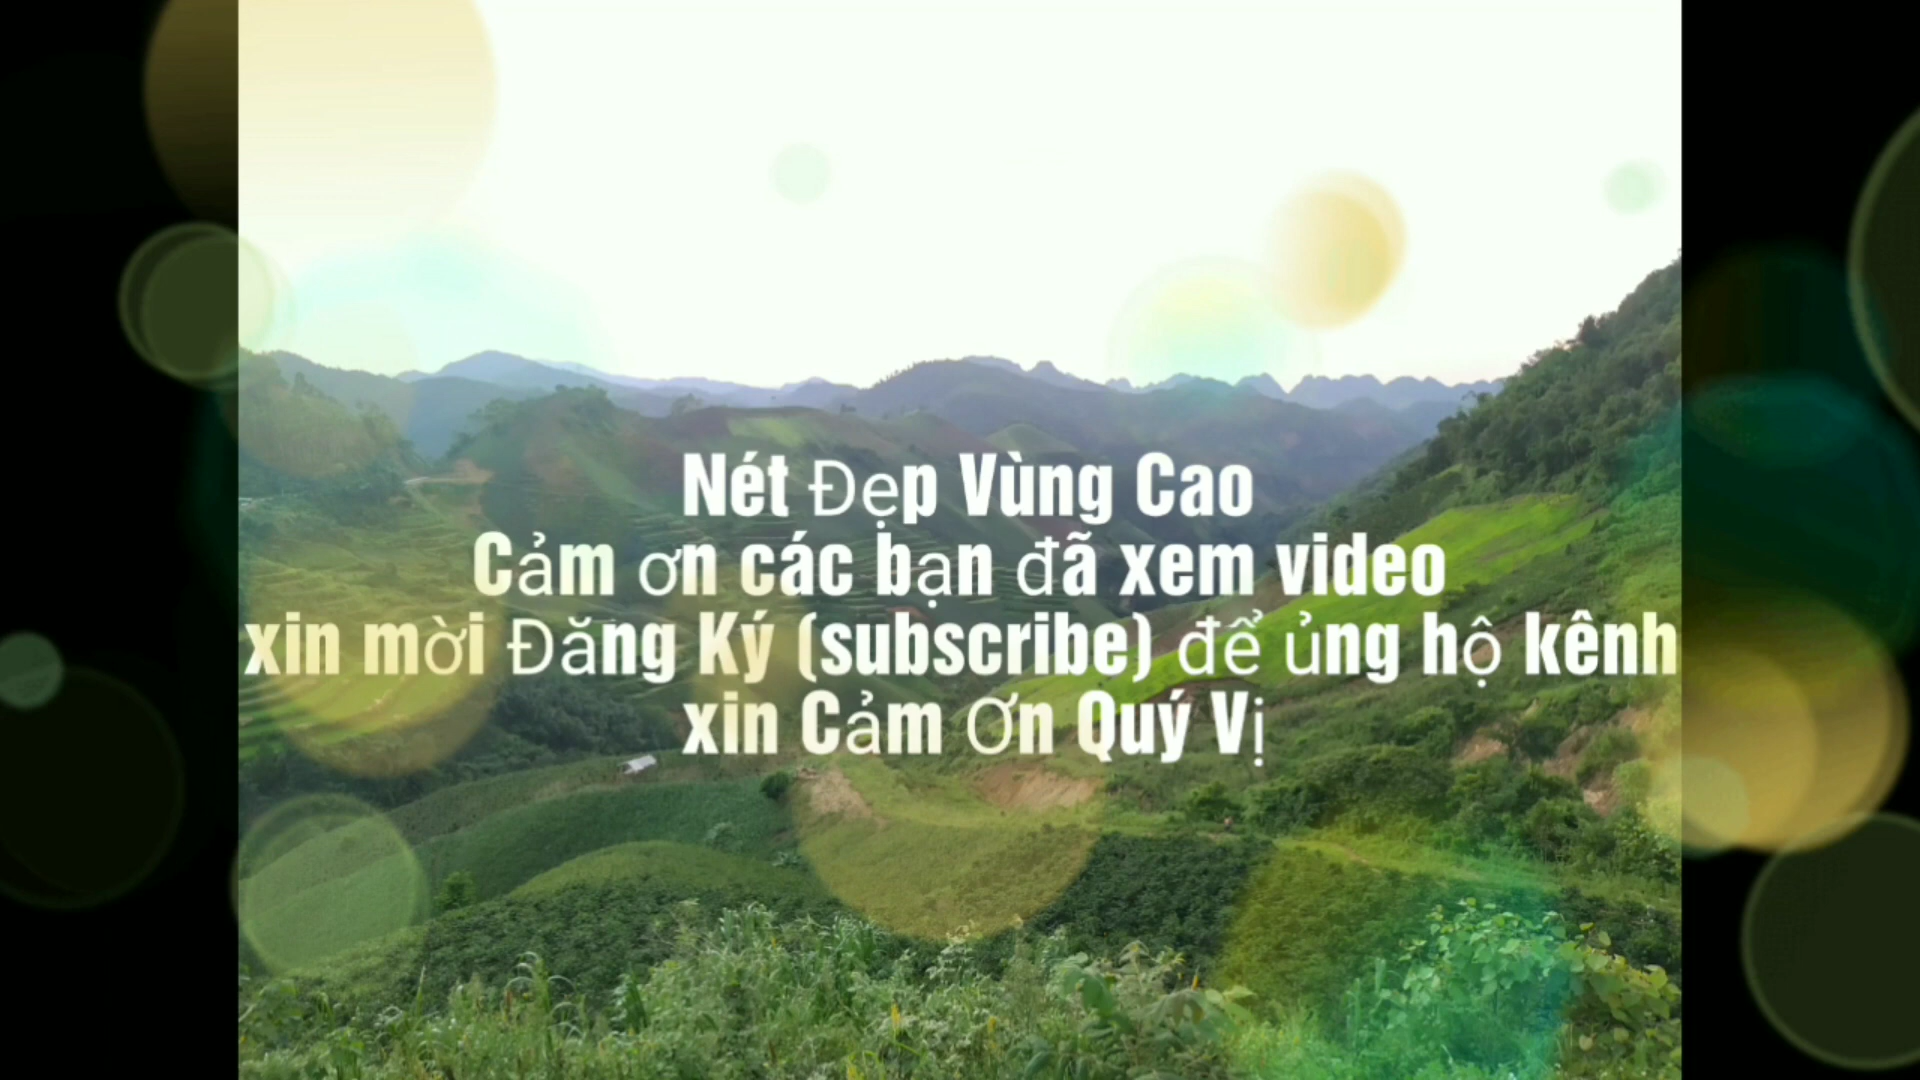 Nét Đẹp Vùng Cao
Cảm ơn các bạn đã xem video
xin mời Đăng Ký (subscribe) để ủng hộ kênh
xin Cảm Ơn Quý Vị